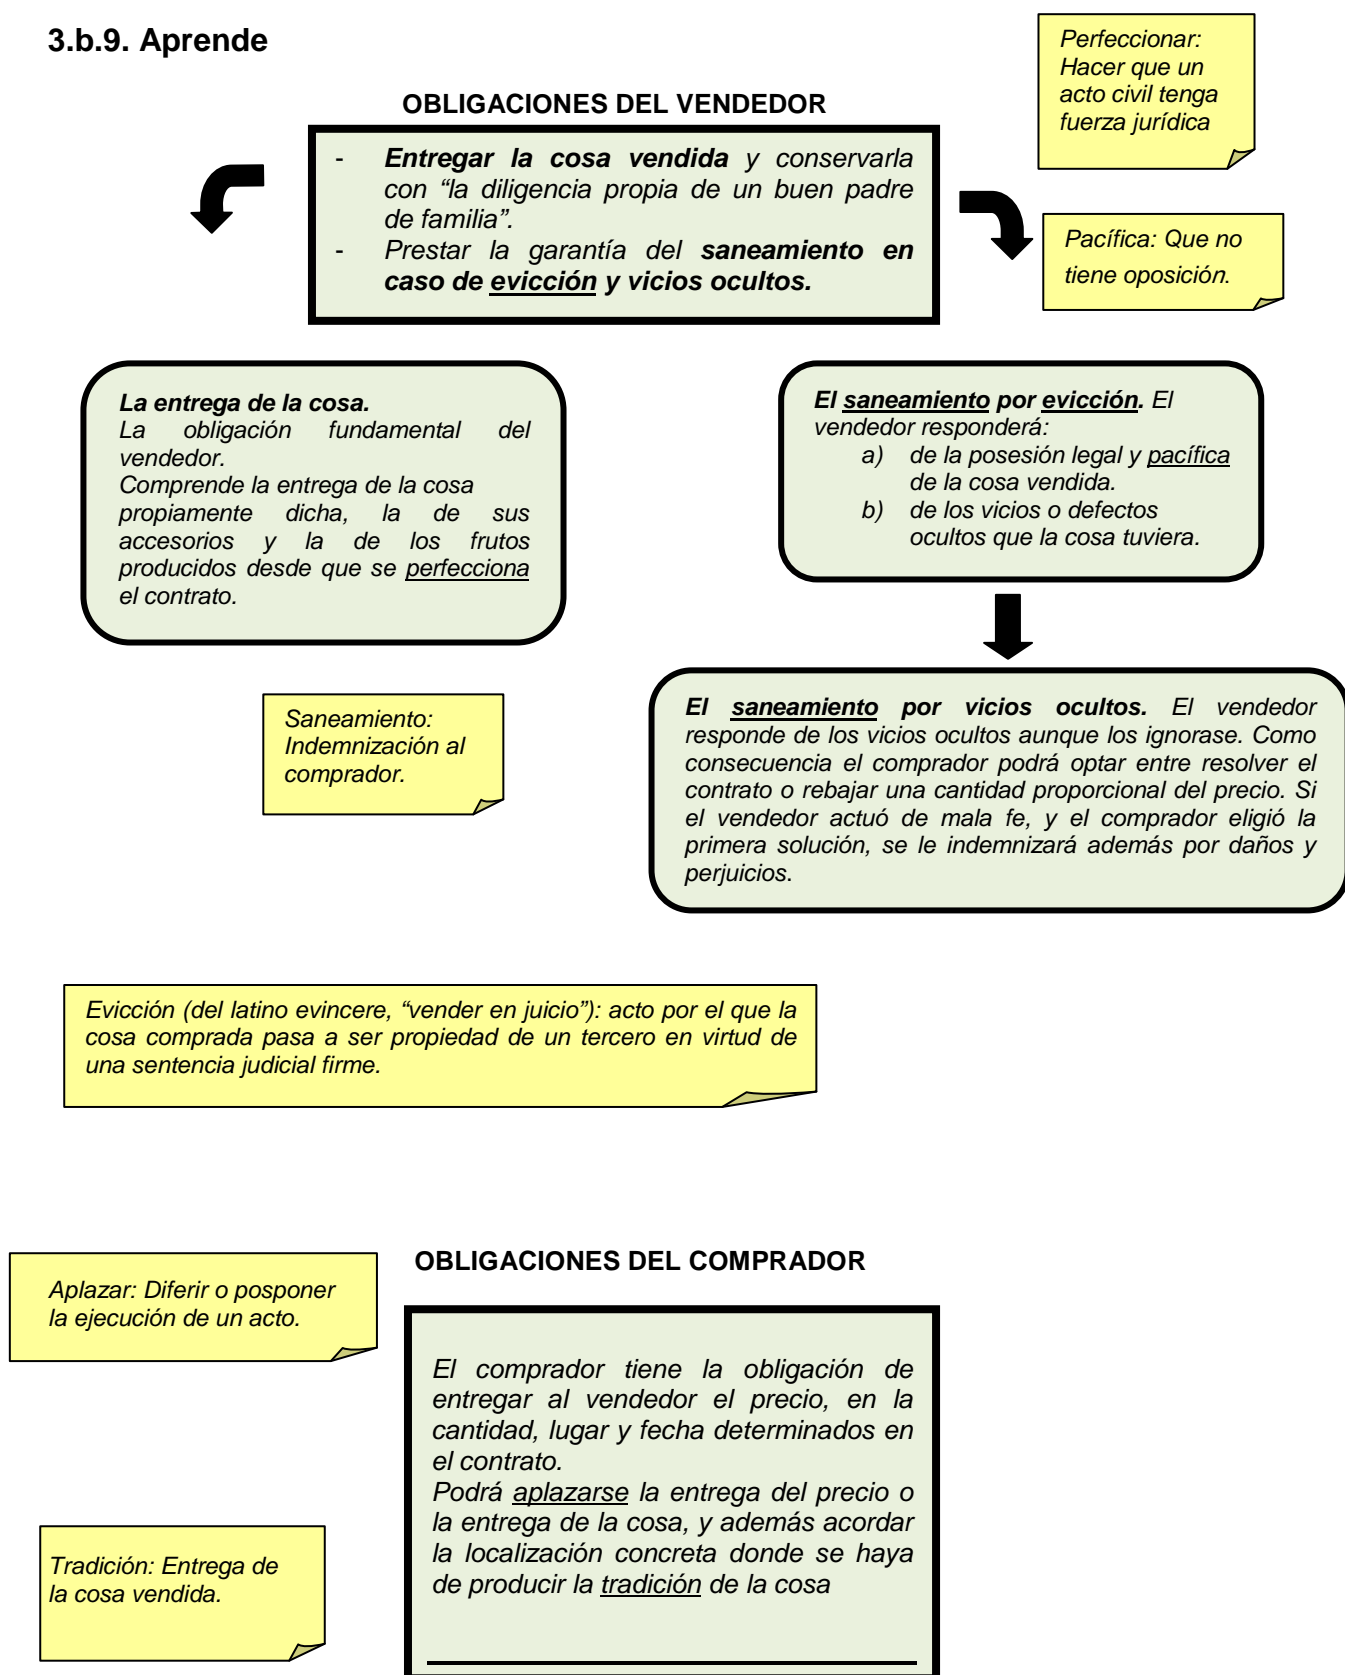 3.b.9. Aprende
Perfeccionar:
Hacer que un
acto civil tenga
fuerza jurídica
OBLIGACIONES DEL VENDEDOR
- Entregar la cosa vendida y conservarla
con “la diligencia propia de un buen padre
de familia”.
- Prestar la garantía del saneamiento en
caso de evicción y vicios ocultos.
Pacífica: Que no
tiene oposición.
La entrega de la cosa.
La obligación fundamental del
vendedor.
Comprende la entrega de la cosa
propiamente dicha, la de sus
accesorios y la de los frutos
producidos desde que se perfecciona
el contrato.
El saneamiento por evicción. El
vendedor responderá:
a) de la posesión legal y pacífica
de la cosa vendida.
b) de los vicios o defectos
ocultos que la cosa tuviera.
Saneamiento:
Indemnización al
comprador.
El saneamiento por vicios ocultos. El vendedor
responde de los vicios ocultos aunque los ignorase. Como
consecuencia el comprador podrá optar entre resolver el
contrato o rebajar una cantidad proporcional del precio. Si
el vendedor actuó de mala fe, y el comprador eligió la
primera solución, se le indemnizará además por daños y
perjuicios.
Evicción (del latino evincere, “vender en juicio”): acto por el que la
cosa comprada pasa a ser propiedad de un tercero en virtud de
una sentencia judicial firme.
OBLIGACIONES DEL COMPRADOR
Aplazar: Diferir o posponer
la ejecución de un acto.
El comprador tiene la obligación de
entregar al vendedor el precio, en la
cantidad, lugar y fecha determinados en
el contrato.
Podrá aplazarse la entrega del precio o
la entrega de la cosa, y además acordar
la localización concreta donde se haya
de producir la tradición de la cosa
Tradición: Entrega de
la cosa vendida.